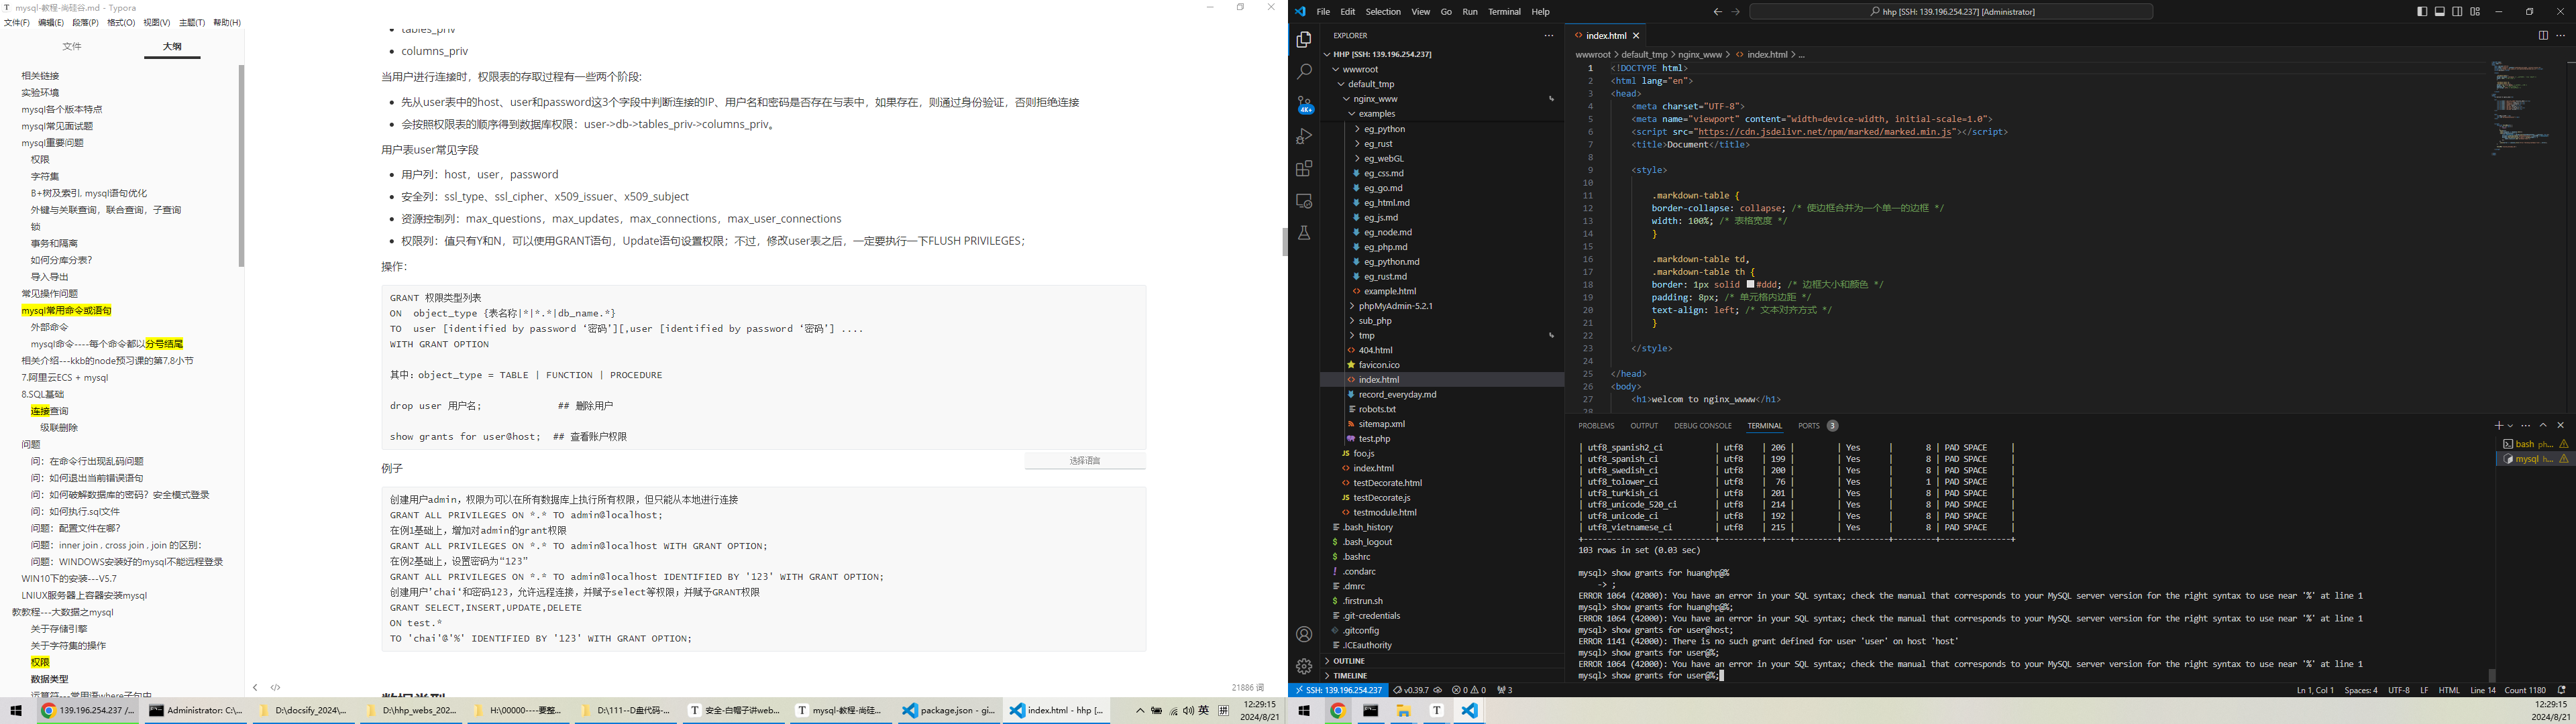 mysql-教程-尚硅谷.md - Typora
文件(F) 编辑(E) 段落(P) 格式(O) 视图(V) 主题(T) 帮助(H)
文件
大纲
相关链接
实验环境
mysql各个版本特点
mysql常见面试题
mysql重要问题
权限
字符集
B+树及索引, mysql语句优化
外键与关联查询，联合查询，子查询
锁
事务和隔离
如何分库分表?
导入导出
常见操作问题
mysql常用命令或语句
外部命令
mysql命令----每个命令都以分号结尾
相关介绍---kkb的node预习课的第7,8小节
7.阿里云ECS + mysql
8.SQL基础
连接查询
级联删除
问题
问：在命令行出现乱码问题
问：如何退出当前错误语句
问：如何破解数据库的密码？安全模式登录
问：如何执行.sql文件
问题：配置文件在哪?
问题：inner join , cross join , join 的区别：
问题：WINDOWS安装好的mysql不能远程登录
WIN10下的安装---V5.7
LNIUX服务器上容器安装mysql
教教程---大数据之mysql
关于存储引擎
关于字符集的操作
权限
数据类型
运算符---常用语where子句中
tables_priv
columns_priv
当用户进行连接时，权限表的存取过程有一些两个阶段:
先从user表中的host、user和password这3个字段中判断连接的IP、用户名和密码是否存在与表中，如果存在，则通过身份验证，否则拒绝连接
会按照权限表的顺序得到数据库权限：user->db->tables_priv->columns_priv。
用户表user常见字段
用户列：host，user，password
安全列：ssl_type、ssl_cipher、x509_issuer、x509_subject
资源控制列：max_questions，max_updates，max_connections，max_user_connections
权限列：值只有Y和N，可以使用GRANT语句，Update语句设置权限；不过，修改user表之后，一定要执行一下FLUSH PRIVILEGES；
操作：
GRANT 权限类型列表
ON object_type {表名称|*|*.*|db_name.*}
TO user [identified by password ‘密码’][,user [identified by password ‘密码’] ....
WITH GRANT OPTION
其中：object_type = TABLE | FUNCTION | PROCEDURE
drop user 用户名; ## 删除用户
show grants for user@host; ## 查看账户权限
选择语言
例子
创建用户admin，权限为可以在所有数据库上执行所有权限，但只能从本地进行连接
GRANT ALL PRIVILEGES ON *.* TO admin@localhost;
在例1基础上，增加对admin的grant权限
GRANT ALL PRIVILEGES ON *.* TO admin@localhost WITH GRANT OPTION;
在例2基础上，设置密码为“123”
GRANT ALL PRIVILEGES ON *.* TO admin@localhost IDENTIFIED BY '123' WITH GRANT OPTION;
创建用户'chai'和密码123，允许远程连接，并赋予select等权限，并赋予GRANT权限
GRANT SELECT,INSERT,UPDATE,DELETE
ON test.*
TO 'chai'@'%' IDENTIFIED BY '123' WITH GRANT OPTION;
21886 词
139.196.254.237 /...
Administrator: C:\...
D:\docsify_2024\...
D:\hhp_webs_202...
H:\00000----要整...
D:\111--D盘代码-...
安全-白帽子讲web...
mysql-教程-尚硅...
package.json - gi...
index.html - hhp [...
英
拼
12:29:15
2024/8/21
File Edit Selection View Go Run Terminal Help
hhp [SSH: 139.196.254.237] [Administrator]
EXPLORER
HHP [SSH: 139.196.254.237]
wwwroot
default_tmp
nginx_www
examples
eg_python
eg_rust
eg_webGL
eg_css.md
eg_go.md
eg_html.md
eg_js.md
eg_node.md
eg_php.md
eg_python.md
eg_rust.md
example.html
phpMyAdmin-5.2.1
sub_php
tmp
404.html
favicon.ico
index.html
record_everyday.md
robots.txt
sitemap.xml
test.php
foo.js
index.html
testDecorate.html
testDecorate.js
testmodule.html
.bash_history
.bash_logout
.bashrc
.condarc
.dmrc
.firstrun.sh
.git-credentials
.gitconfig
.ICEauthority
OUTLINE
TIMELINE
4K+
index.html
wwwroot > default_tmp > nginx_www > index.html > ...
1 <!DOCTYPE html>
2 <html lang="en">
3 <head>
4 <meta charset="UTF-8">
5 <meta name="viewport" content="width=device-width, initial-scale=1.0">
6 <script src="https://cdn.jsdelivr.net/npm/marked/marked.min.js"></script>
7 <title>Document</title>
8
9 <style>
10
11 .markdown-table {
12 border-collapse: collapse; /* 使边框合并为一个单一的边框 */
13 width: 100%; /* 表格宽度 */
14 }
15
16 .markdown-table td,
17 .markdown-table th {
18 border: 1px solid #ddd; /* 边框大小和颜色 */
19 padding: 8px; /* 单元格内边距 */
20 text-align: left; /* 文本对齐方式 */
21 }
22
23 </style>
24
25 </head>
26 <body>
27 <h1>welcom to nginx_wwww</h1>
28
PROBLEMS OUTPUT DEBUG CONSOLE TERMINAL PORTS 3
| utf8_spanish2_ci | utf8 | 206 | | Yes | 8 | PAD SPACE |
| utf8_spanish_ci | utf8 | 199 | | Yes | 8 | PAD SPACE |
| utf8_swedish_ci | utf8 | 200 | | Yes | 8 | PAD SPACE |
| utf8_tolower_ci | utf8 | 76 | | Yes | 1 | PAD SPACE |
| utf8_turkish_ci | utf8 | 201 | | Yes | 8 | PAD SPACE |
| utf8_unicode_520_ci | utf8 | 214 | | Yes | 8 | PAD SPACE |
| utf8_unicode_ci | utf8 | 192 | | Yes | 8 | PAD SPACE |
| utf8_vietnamese_ci | utf8 | 215 | | Yes | 8 | PAD SPACE |
103 rows in set (0.03 sec)
mysql> show grants for huanghp@%
-> ;
ERROR 1064 (42000): You have an error in your SQL syntax; check the manual that corresponds to your MySQL server version for the right syntax to use near '%' at line 1
mysql> show grants for huanghp@%;
ERROR 1064 (42000): You have an error in your SQL syntax; check the manual that corresponds to your MySQL server version for the right syntax to use near '%' at line 1
mysql> show grants for user@host;
ERROR 1141 (42000): There is no such grant defined for user 'user' on host 'host'
mysql> show grants for user@%;
ERROR 1064 (42000): You have an error in your SQL syntax; check the manual that corresponds to your MySQL server version for the right syntax to use near '%' at line 1
mysql> show grants for user@%;
bash ph...
mysql h...
SSH: 139.196.254.237 v0.39.7 0 0 3
Ln 1, Col 1 Spaces: 4 UTF-8 LF HTML Line 14 Count 1180
12:29:15
2024/8/21